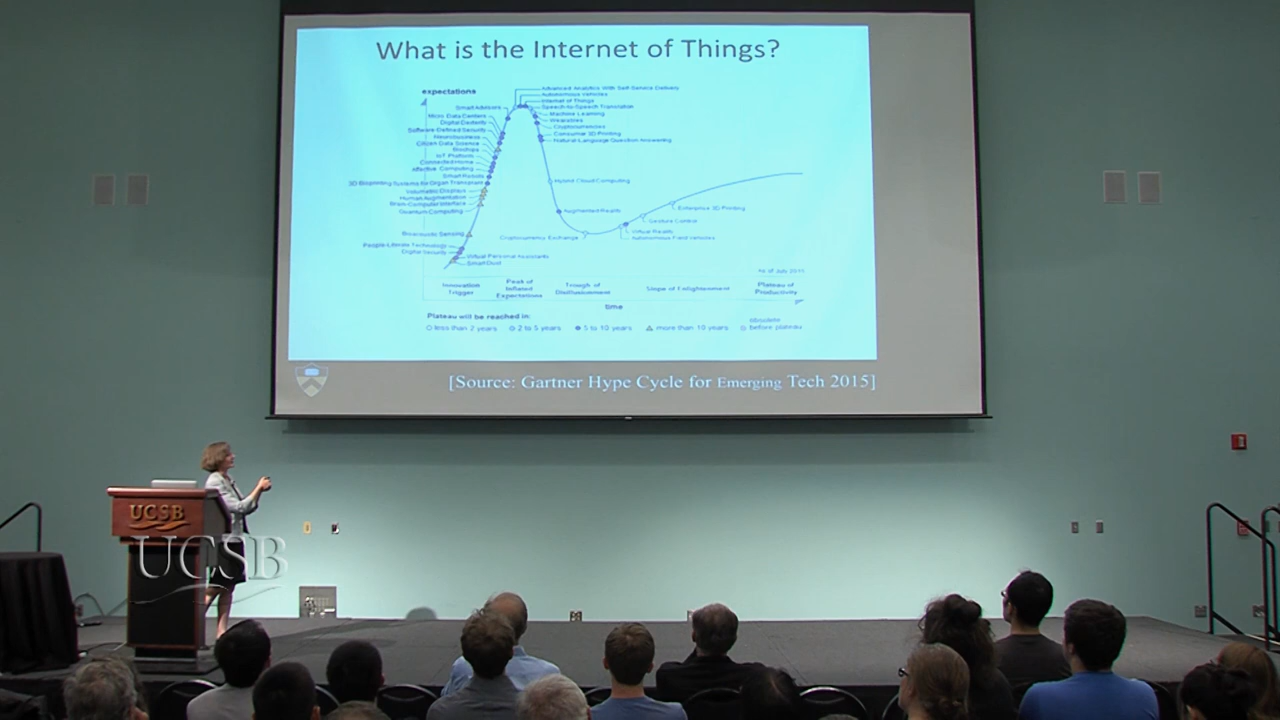 What is the Internet of Things?
expectations
Advanced Analytics With Self-Service Delivery
Autonomous Vehicles
Internet of Things
Speech-to-Speech Translation
Machine Learning
Wearables
Cryptocurrencies
Consumer 3D Printing
Natural-Language Question Answering
Smart Advisors
Micro Data Centers
Digital Dexterity
Software-Defined Security
Neurobusiness
Citizen Data Science
Biochips
IoT Platform
Connected Home
Affective Computing
Smart Robots
3D Bioprinting Systems for Organ Transplant
Volumetric Displays
Human Augmentation
Brain-Computer Interface
Quantum Computing
Bioacoustic Sensing
People-Literate Technology
Digital Security
Virtual Personal Assistants
Smart Dust
Hybrid Cloud Computing
Augmented Reality
Cryptocurrency Exchange
Enterprise 3D Printing
Gesture Control
Virtual Reality
Autonomous Field Vehicles
As of July 2015
Innovation
Trigger
Peak of
Inflated
Expectations
Trough of
Disillusionment
Slope of Enlightenment
Plateau of
Productivity
time
Plateau will be reached in:
less than 2 years
2 to 5 years
5 to 10 years
more than 10 years
obsolete
before plateau
[Source: Gartner Hype Cycle for Emerging Tech 2015]
UCSB
UCSB